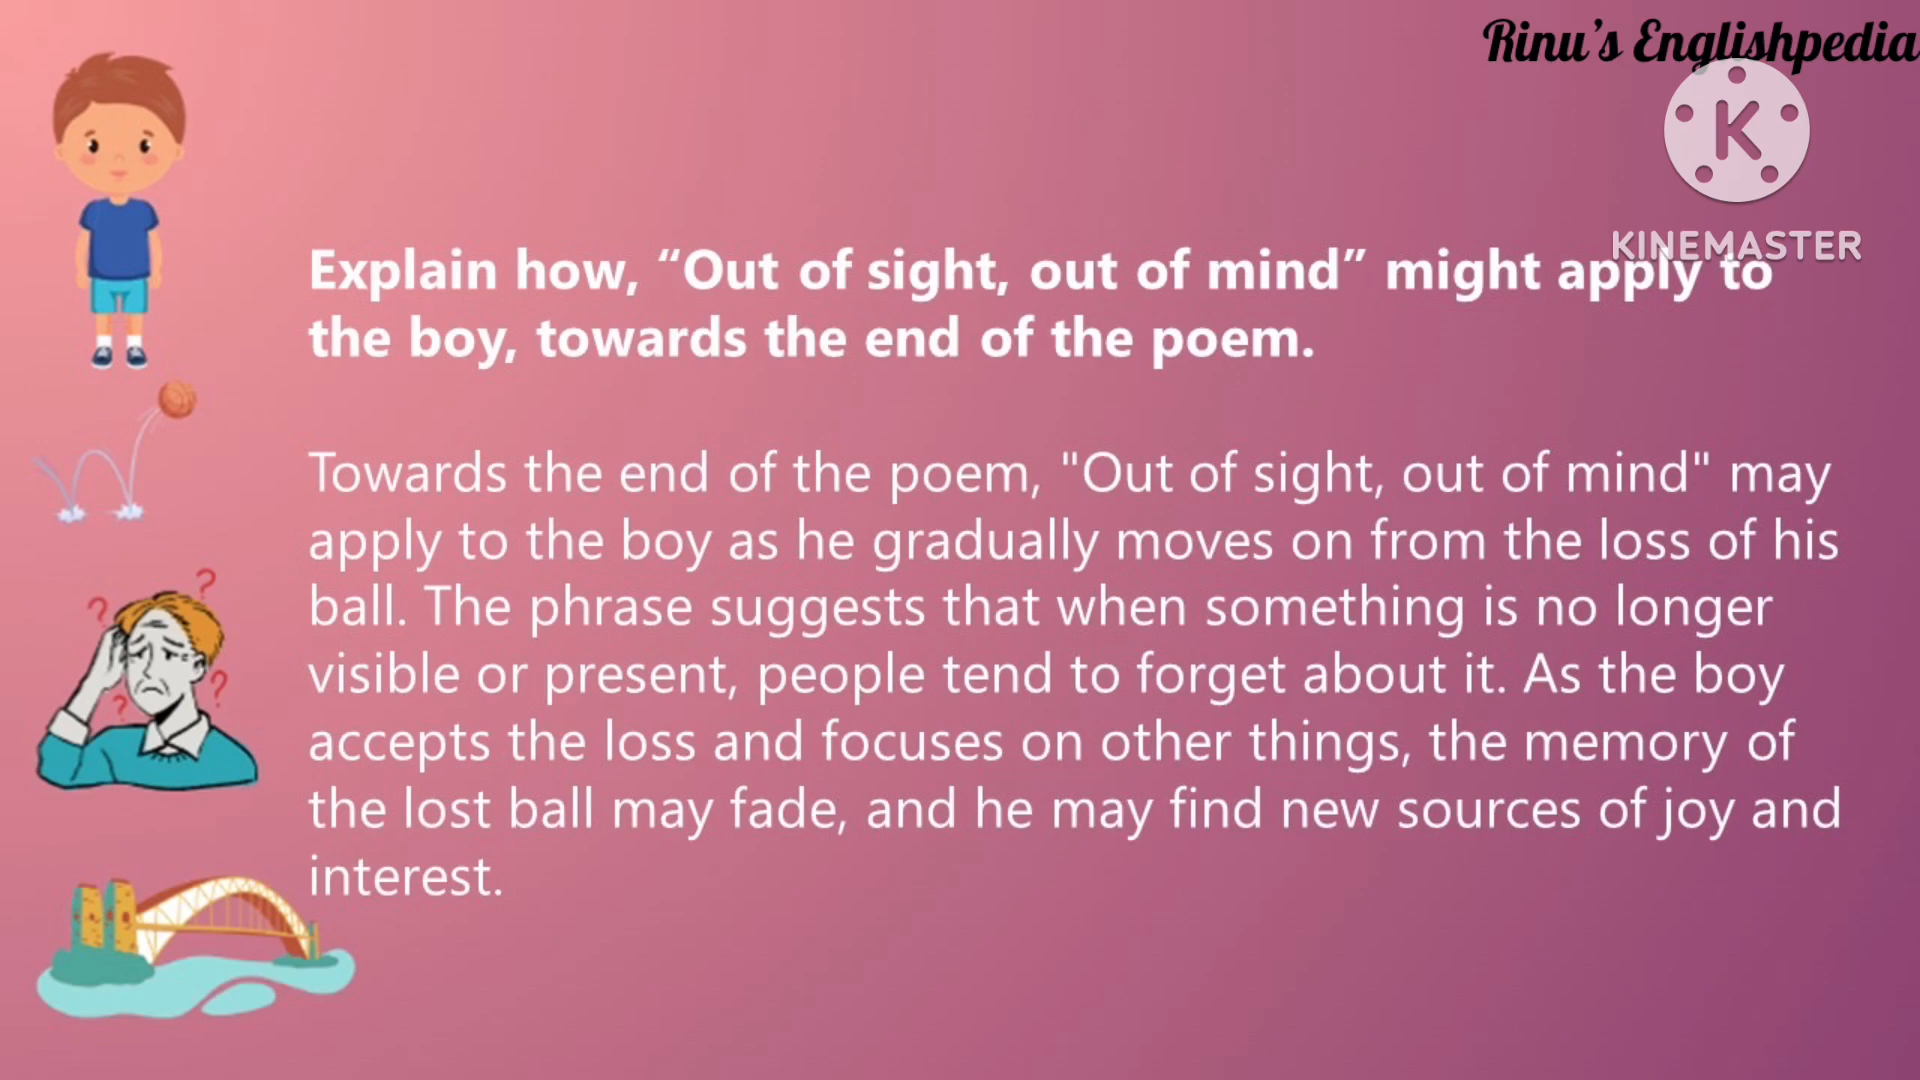 Rinu's Englishpedia
K
KINEMASTER
Explain how, “Out of sight, out of mind” might apply to
the boy, towards the end of the poem.
Towards the end of the poem, "Out of sight, out of mind" may
apply to the boy as he gradually moves on from the loss of his
ball. The phrase suggests that when something is no longer
visible or present, people tend to forget about it. As the boy
accepts the loss and focuses on other things, the memory of
the lost ball may fade, and he may find new sources of joy and
interest.